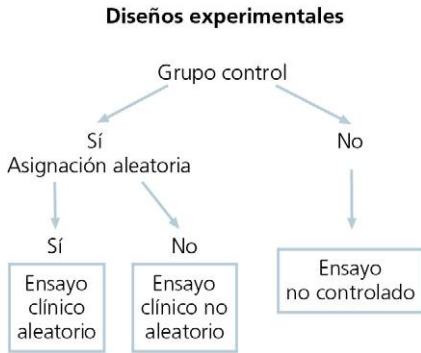 Diseños experimentales
Grupo control
Sí
No
Asignación aleatoria
Sí
No
Ensayo
clínico
aleatorio
Ensayo
clínico no
aleatorio
Ensayo
no controlado